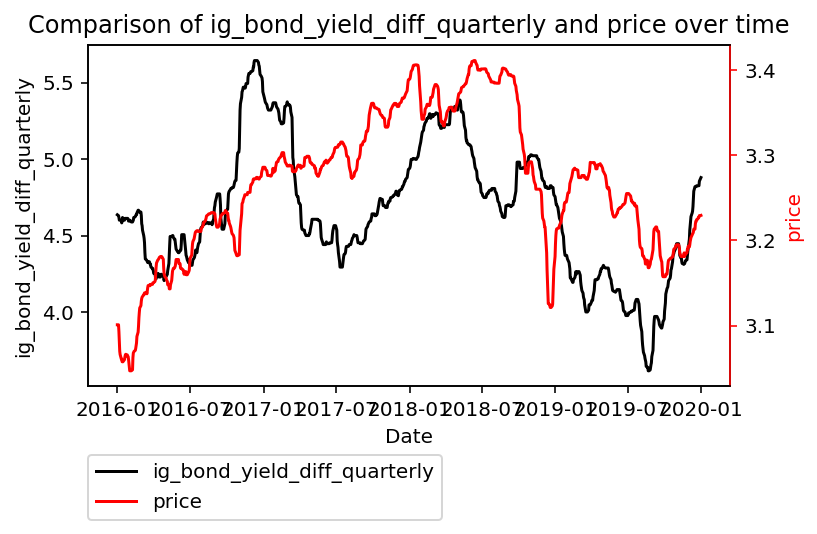 Comparison of ig_bond_yield_diff_quarterly and price over time
ig_bond_yield_diff_quarterly
5.5
5.0
4.5
4.0
3.4
3.3
3.2
3.1
price
2016-01 2016-07 2017-01 2017-07 2018-01 2018-07 2019-01 2019-07 2020-01
Date
ig_bond_yield_diff_quarterly
price